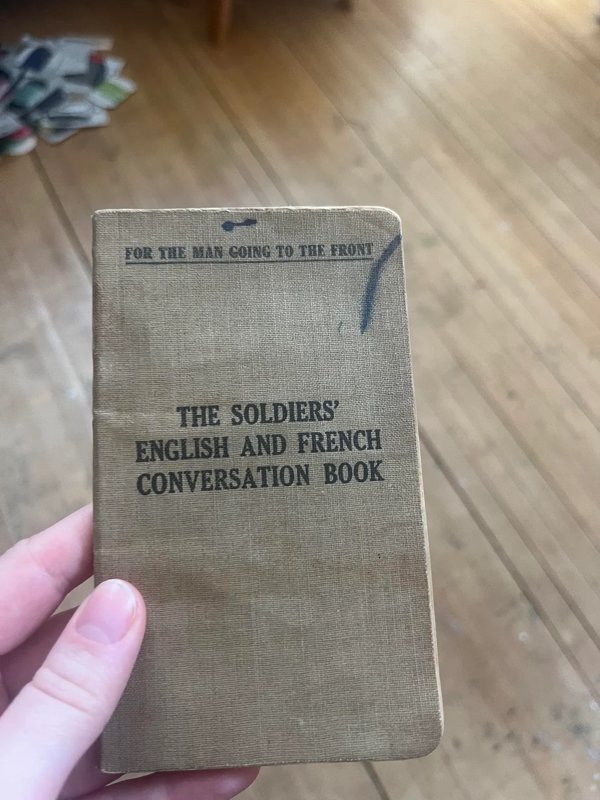 FOR THE MAN GOING TO THE FRONT
THE SOLDIERS'
ENGLISH AND FRENCH
CONVERSATION BOOK